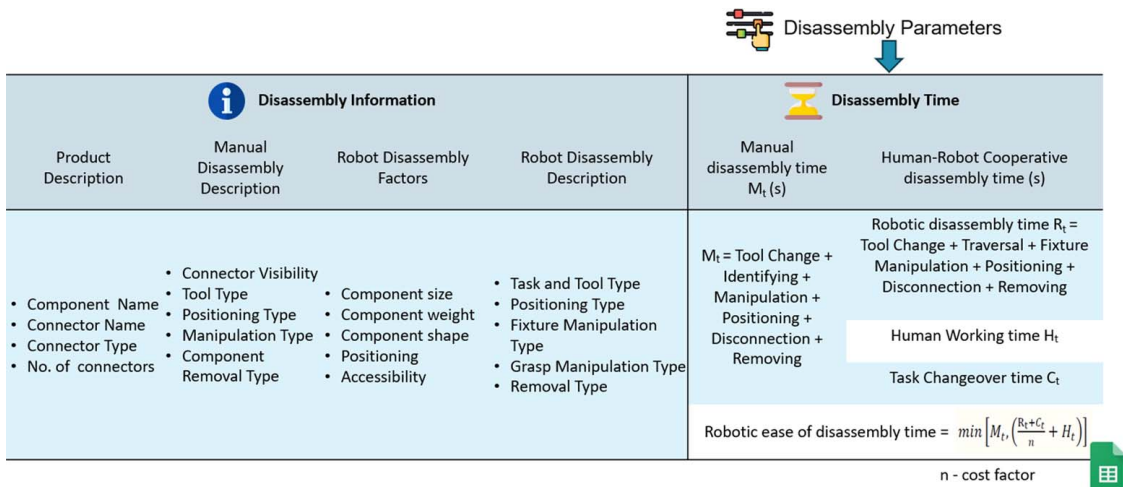 Disassembly Parameters
Disassembly Information
Disassembly Time
Product
Description
Manual
Disassembly
Description
Robot Disassembly
Factors
Robot Disassembly
Description
Manual
disassembly time
Mt (s)
Human-Robot Cooperative
disassembly time (s)
• Component Name
• Connector Name
• Connector Type
• No. of connectors
• Connector Visibility
• Tool Type
• Positioning Type
• Manipulation Type
• Component
Removal Type
• Component size
• Component weight
• Component shape
• Positioning
• Accessibility
• Task and Tool Type
• Positioning Type
• Fixture Manipulation
Type
• Grasp Manipulation Type
• Removal Type
Mt = Tool Change +
Identifying +
Manipulation +
Positioning +
Disconnection +
Removing
Robotic disassembly time Rt =
Tool Change + Traversal + Fixture
Manipulation + Positioning +
Disconnection + Removing
Human Working time Ht
Task Changeover time Ct
Robotic ease of disassembly time = min[Mt, (Rt+Ct/n + Ht)]
n - cost factor